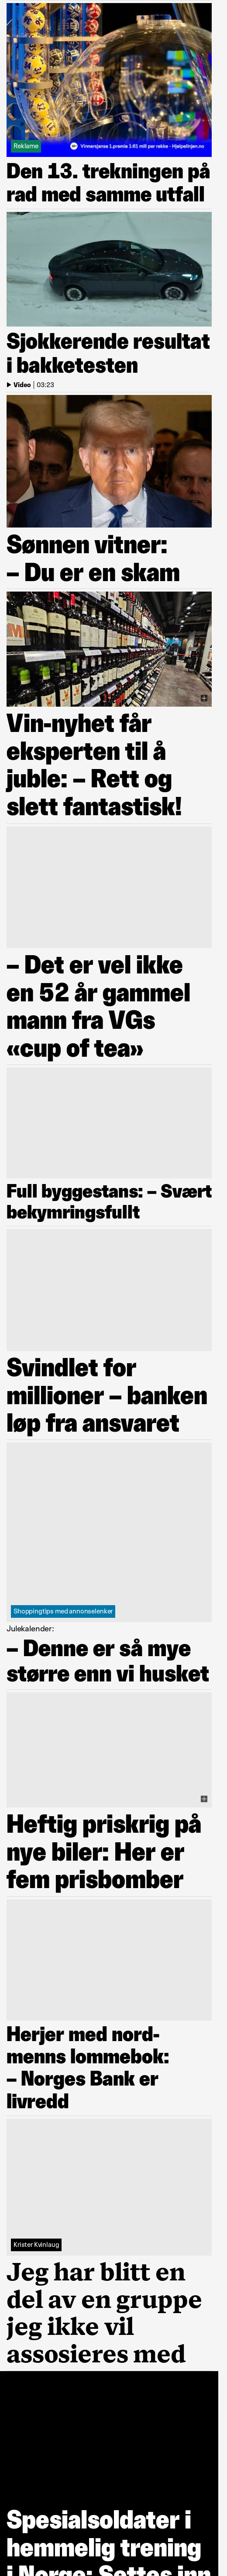 Reklame
Vinnersjanse 1.premie 1:61 mill per rekke - Hjelpelinjen.no
Den 13. trekningen på
rad med samme utfall
Sjokkerende resultat
i bakketesten
Video | 03:23
Sønnen vitner:
– Du er en skam
Vin-nyhet får
eksperten til å
juble: – Rett og
slett fantastisk!
– Det er vel ikke
en 52 år gammel
mann fra VGs
«cup of tea»
Full byggestans: – Svært
bekymringsfullt
Svindlet for
millioner – banken
løp fra ansvaret
Shoppingtips med annonselenker
Julekalender:
– Denne er så mye
større enn vi husket
Heftig priskrig på
nye biler: Her er
fem prisbomber
Herjer med nord-
menns lommebok:
– Norges Bank er
livredd
Krister Kvinlaug
Jeg har blitt en
del av en gruppe
jeg ikke vil
assosieres med
Spesialsoldater i
hemmelig trening
i Norge: Settes inn